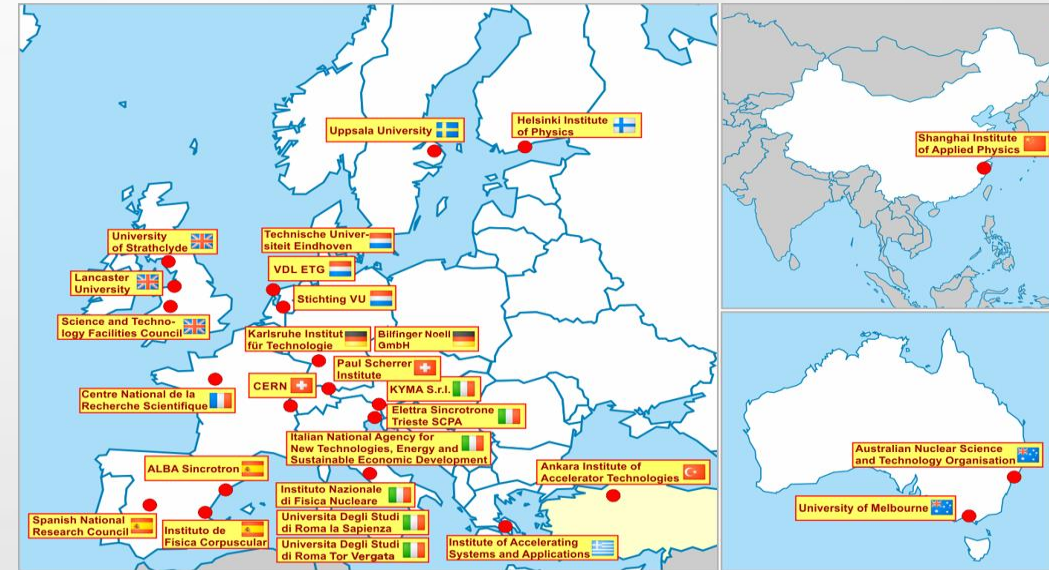 Uppsala University
Helsinki Institute
of Physics
University
of Strathclyde
Lancaster
University
Science and Techno-
logy Facilities Council
Technische Univer-
siteit Eindhoven
VDL ETG
Stichting VU
Karlsruhe Institut
für Technologie
Bilfinger Noell
GmbH
Paul Scherrer
Institute
CERN
KYMA S.r.l.
Centre National de la
Recherche Scientifique
Elettra Sincrotrone
Trieste SCPA
Italian National Agency for
New Technologies, Energy and
Sustainable Economic Development
ALBA Sincrotron
Ankara Institute of
Accelerator Technologies
Instituto Nazionale
di Fisica Nucleare
Universita Degli Studi
di Roma la Sapienza
Universita Degli Studi
di Roma Tor Vergata
Spanish National
Research Council
Instituto de
Fisica Corpuscular
Institute of Accelerating
Systems and Applications
Shanghai Institute
of Applied Physics
Australian Nuclear Science
and Technology Organisation
University of Melbourne